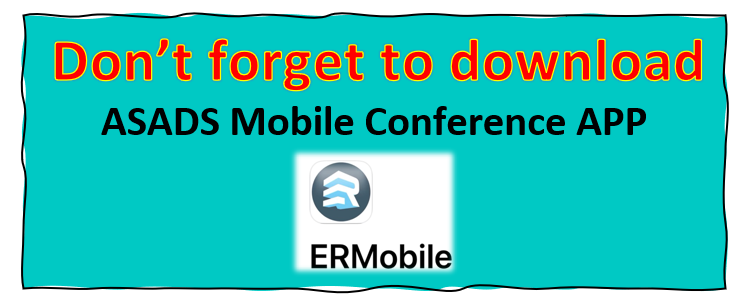 Don’t forget to download
ASADS Mobile Conference APP
ERMobile